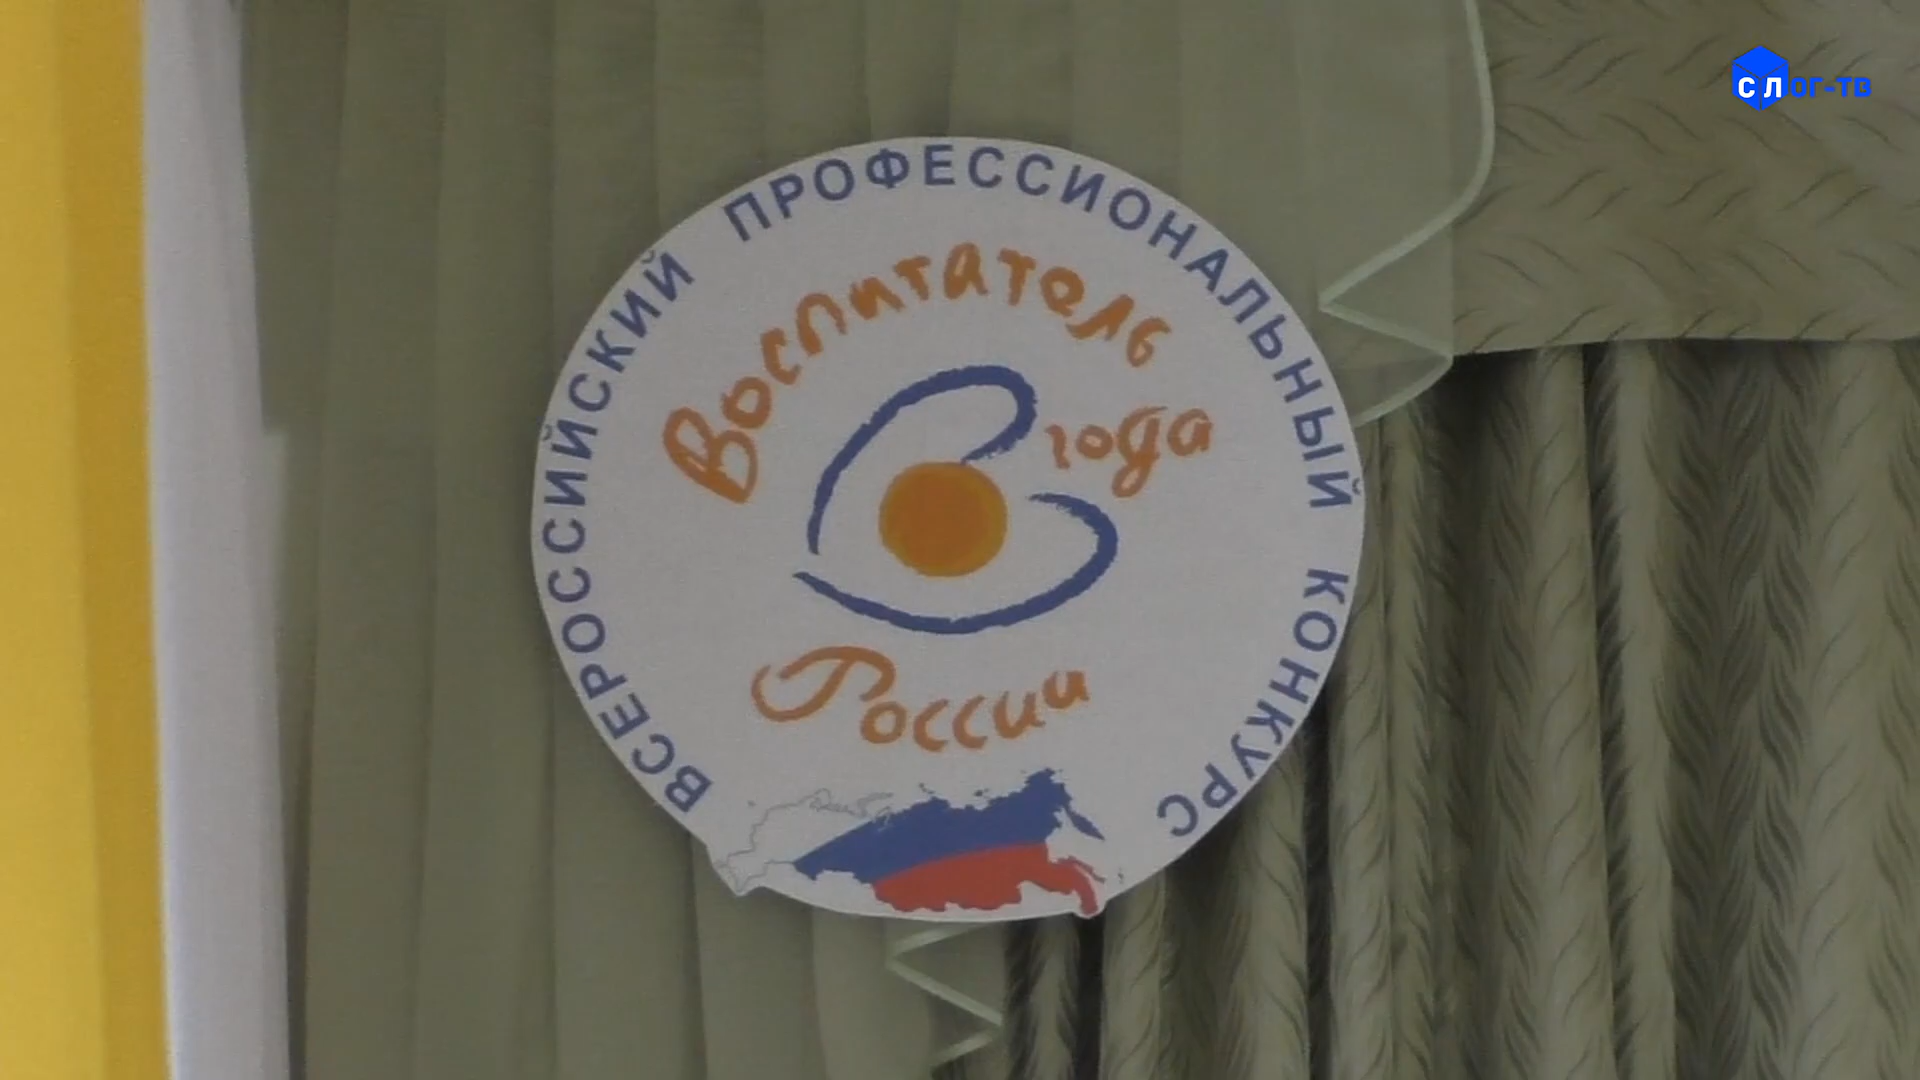 ВСЕРОССИЙСКИЙ ПРОФЕССИОНАЛЬНЫЙ КОНКУРС
Воспитатель
года
России
СЛОГ-ТВ